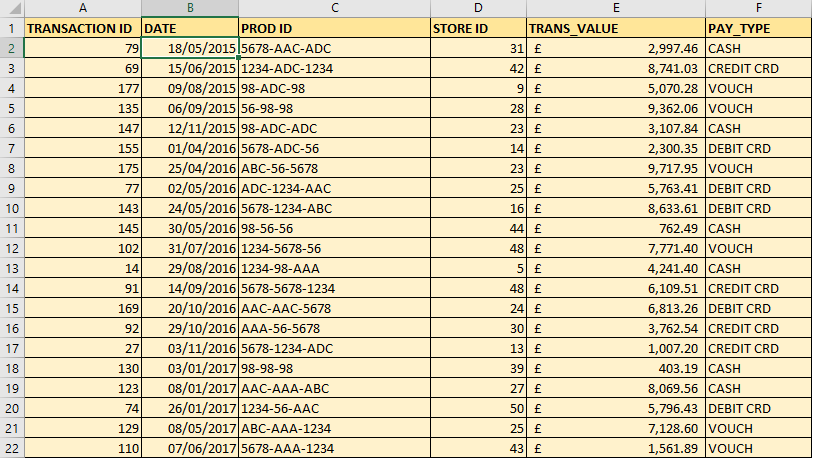 A B C D E F
1 TRANSACTION ID DATE PROD ID STORE ID TRANS_VALUE PAY_TYPE
2 79 18/05/2015 5678-AAC-ADC 31 £ 2,997.46 CASH
3 69 15/06/2015 1234-ADC-1234 42 £ 8,741.03 CREDIT CRD
4 177 09/08/2015 98-ADC-98 9 £ 5,070.28 VOUCH
5 135 06/09/2015 56-98-98 28 £ 9,362.06 VOUCH
6 147 12/11/2015 98-ADC-ADC 23 £ 3,107.84 CASH
7 155 01/04/2016 5678-ADC-56 14 £ 2,300.35 DEBIT CRD
8 175 25/04/2016 ABC-56-5678 23 £ 9,717.95 VOUCH
9 77 02/05/2016 ADC-1234-AAC 25 £ 5,763.41 DEBIT CRD
10 143 24/05/2016 5678-1234-ABC 16 £ 8,633.61 DEBIT CRD
11 145 30/05/2016 98-56-56 44 £ 762.49 CASH
12 102 31/07/2016 1234-5678-56 48 £ 7,771.40 VOUCH
13 14 29/08/2016 1234-98-AAA 5 £ 4,241.40 CASH
14 91 14/09/2016 5678-5678-1234 48 £ 6,109.51 CREDIT CRD
15 169 20/10/2016 AAC-AAC-5678 24 £ 6,813.26 DEBIT CRD
16 92 29/10/2016 AAA-56-5678 30 £ 3,762.54 CREDIT CRD
17 27 03/11/2016 5678-1234-ADC 13 £ 1,007.20 CREDIT CRD
18 130 03/01/2017 98-98-98 39 £ 403.19 CASH
19 123 08/01/2017 AAC-AAA-ABC 27 £ 8,069.56 CASH
20 74 26/01/2017 1234-56-AAC 50 £ 5,796.43 DEBIT CRD
21 129 08/05/2017 ABC-AAA-1234 25 £ 7,128.60 VOUCH
22 110 07/06/2017 5678-AAA-1234 43 £ 1,561.89 VOUCH